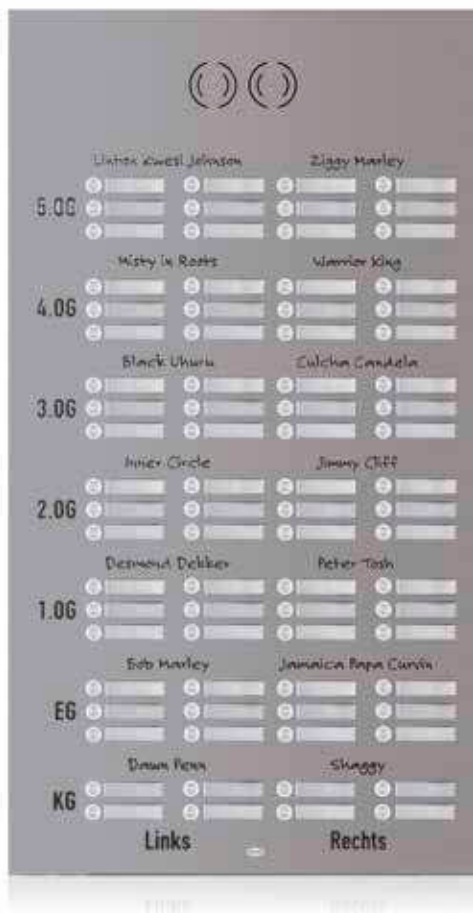 Linton Kwesi Johnson Ziggy Marley
5.OG
Misty in Roots Warrior King
4.OG
Black Uhuru Culcha Candela
3.OG
Inner Circle Jimmy Cliff
2.OG
Desmond Dekker Peter Tosh
1.OG
Bob Marley Jamaica Papa Curvin
EG
Dawn Penn Shaggy
KG
Links Rechts